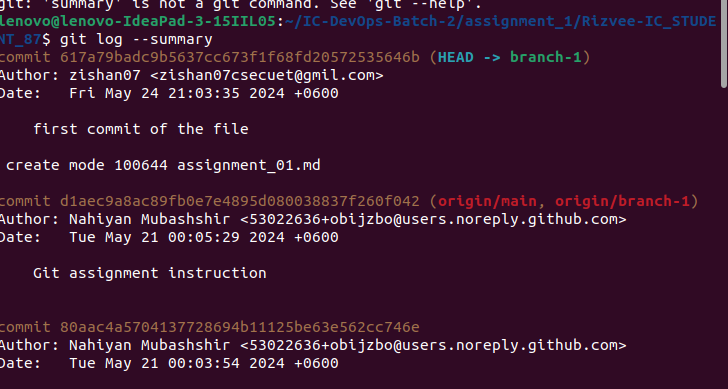 git: 'summary' is not a git command. See 'git --help'.
lenovo@lenovo-IdeaPad-3-15IIL05:~/IC-DevOps-Batch-2/assignment_1/Rizvee-IC_STUDE
NT_87$ git log --summary
commit 617a79badc9b5637cc673f1f68fd20572535646b (HEAD -> branch-1)
Author: zishan07 <zishan07csecuet@gmil.com>
Date:   Fri May 24 21:03:35 2024 +0600
    first commit of the file
 create mode 100644 assignment_01.md
commit d1aec9a8ac89fb0e7e4895d080038837f260f042 (origin/main, origin/branch-1)
Author: Nahiyan Mubashshir <53022636+obijzbo@users.noreply.github.com>
Date:   Tue May 21 00:05:29 2024 +0600
    Git assignment instruction
commit 80aac4a5704137728694b11125be63e562cc746e
Author: Nahiyan Mubashshir <53022636+obijzbo@users.noreply.github.com>
Date:   Tue May 21 00:03:54 2024 +0600